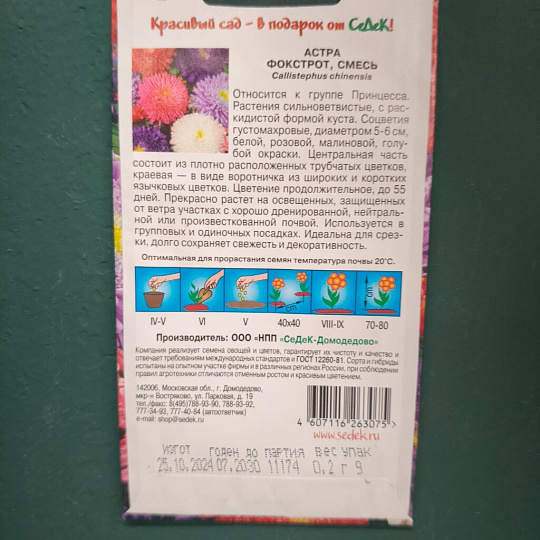 Красивый сад – в подарок от СеДеК!
АСТРА
ФОКСТРОТ, СМЕСЬ
Callistephus chinensis
Относится к группе Принцесса.
Растения сильноветвистые, с рас-
кидистой формой куста. Соцветия
густомахровые, диаметром 5-6 см,
белой, розовой, малиновой, голу-
бой окраски. Центральная часть
состоит из плотно расположенных трубчатых цветков,
краевая — в виде воротничка из широких и коротких
язычковых цветков. Цветение продолжительное, до 55
дней. Прекрасно растет на освещенных, защищенных
от ветра участках с хорошо дренированной, нейтраль-
ной или произвесткованной почвой. Используется в
групповых и одиночных посадках. Идеальна для срез-
ки, долго сохраняет свежесть и декоративность.
Оптимальная для прорастания семян температура почвы 20°С.
см см
IV-V VI V 40x40 VIII-IX 70-80
Производитель: ООО «НПП «СеДеК-Домодедово»
Компания реализует семена овощей и цветов, гарантирует их чистоту и качество и
отвечает требованиям международных стандартов и ГОСТ 12260-81. Сорта и гибриды
испытаны на опытном участке фирмы и в различных регионах России, при соблюдении
правил агротехники отличаются отменным ростом и красивым цветением.
142006, Московская обл., г. Домодедово,
мкр-н Востряково, ул. Парковая, д. 19
тел./факс: 8(495)788-93-90, 788-93-92,
777-34-93, 777-40-84 (автоответчик)
e-mail: shop@sedek.ru
4 607116 263075 >
www.sedek.ru
ИЗГОТ ГОДЕН ДО ПАРТИЯ ВЕС УПАК
25.10.2024 07.2030 11174 0,2 г 9